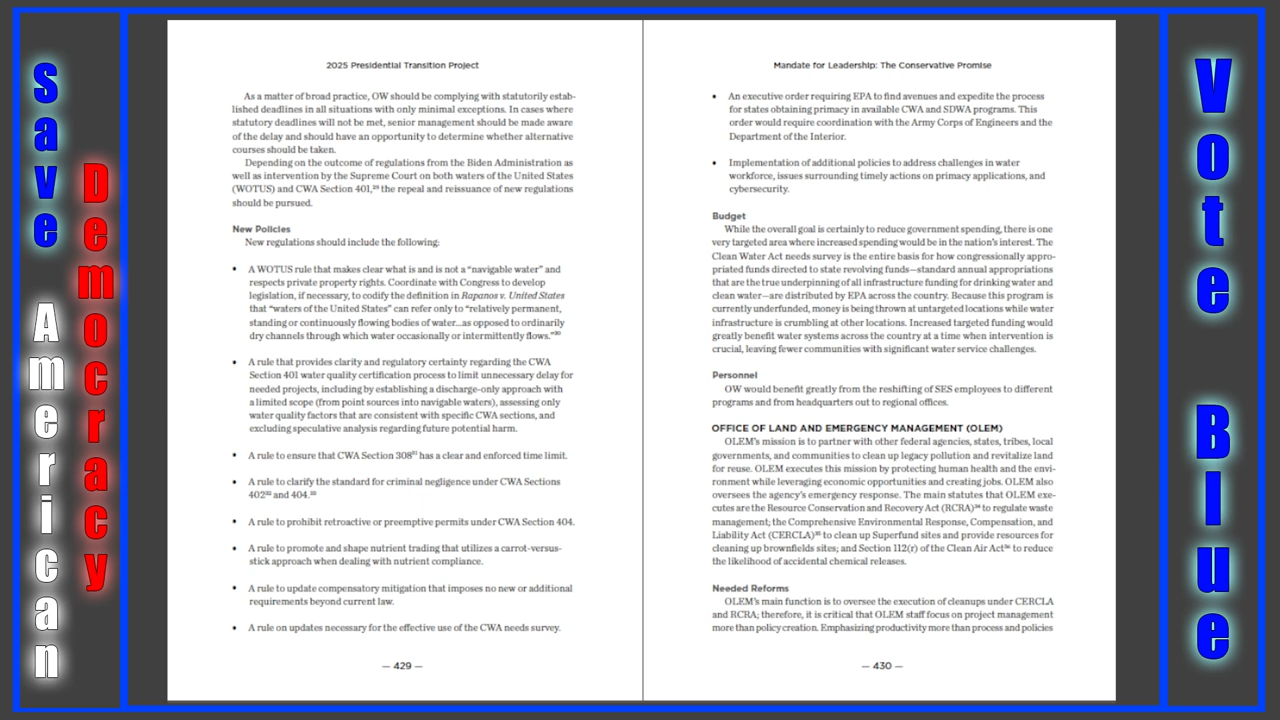 Save American
Democracy
2025 Presidential Transition Project
As a matter of broad practice, OW should be complying with statutorily estab-
lished deadlines in all situations with only minimal exceptions. In cases where
statutory deadlines will not be met, senior management should be made aware
of the delay and should have an opportunity to determine whether alternative
courses should be taken.
Depending on the outcome of regulations from the Biden Administration as
well as intervention by the Supreme Court on both waters of the United States
(WOTUS) and CWA Section 401,²⁹ the repeal and reissuance of new regulations
should be pursued.
New Policies
New regulations should include the following:
• A WOTUS rule that makes clear what is and is not a “navigable water” and
respects private property rights. Coordinate with Congress to develop
legislation, if necessary, to codify the definition in Rapanos v. United States
that “waters of the United States” can refer only to “relatively permanent,
standing or continuously flowing bodies of water…as opposed to ordinarily
dry channels through which water occasionally or intermittently flows.”³⁰
• A rule that provides clarity and regulatory certainty regarding the CWA
Section 401 water quality certification process to limit unnecessary delay for
needed projects, including by establishing a discharge-only approach with
a limited scope (from point sources into navigable waters), assessing only
water quality factors that are consistent with specific CWA sections, and
excluding speculative analysis regarding future potential harm.
• A rule to ensure that CWA Section 308³¹ has a clear and enforced time limit.
• A rule to clarify the standard for criminal negligence under CWA Sections
402³² and 404.³³
• A rule to prohibit retroactive or preemptive permits under CWA Section 404.
• A rule to promote and shape nutrient trading that utilizes a carrot-versus-
stick approach when dealing with nutrient compliance.
• A rule to update compensatory mitigation that imposes no new or additional
requirements beyond current law.
• A rule on updates necessary for the effective use of the CWA needs survey.
— 429 —
Mandate for Leadership: The Conservative Promise
• An executive order requiring EPA to find avenues and expedite the process
for states obtaining primacy in available CWA and SDWA programs. This
order would require coordination with the Army Corps of Engineers and the
Department of the Interior.
• Implementation of additional policies to address challenges in water
workforce, issues surrounding timely actions on primacy applications, and
cybersecurity.
Budget
While the overall goal is certainly to reduce government spending, there is one
very targeted area where increased spending would be in the nation’s interest. The
Clean Water Act needs survey is the entire basis for how congressionally appro-
priated funds directed to state revolving funds—standard annual appropriations
that are the true underpinning of all infrastructure funding for drinking water and
clean water—are distributed by EPA across the country. Because this program is
currently underfunded, money is being thrown at untargeted locations while water
infrastructure is crumbling at other locations. Increased targeted funding would
greatly benefit water systems across the country at a time when intervention is
crucial, leaving fewer communities with significant water service challenges.
Personnel
OW would benefit greatly from the reshifting of SES employees to different
programs and from headquarters out to regional offices.
OFFICE OF LAND AND EMERGENCY MANAGEMENT (OLEM)
OLEM’s mission is to partner with other federal agencies, states, tribes, local
governments, and communities to clean up legacy pollution and revitalize land
for reuse. OLEM executes this mission by protecting human health and the envi-
ronment while leveraging economic opportunities and creating jobs. OLEM also
oversees the agency’s emergency response. The main statutes that OLEM exe-
cutes are the Resource Conservation and Recovery Act (RCRA)³⁴ to regulate waste
management; the Comprehensive Environmental Response, Compensation, and
Liability Act (CERCLA)³⁵ to clean up Superfund sites and provide resources for
cleaning up brownfields sites; and Section 112(r) of the Clean Air Act³⁶ to reduce
the likelihood of accidental chemical releases.
Needed Reforms
OLEM’s main function is to oversee the execution of cleanups under CERCLA
and RCRA; therefore, it is critical that OLEM staff focus on project management
more than policy creation. Emphasizing productivity more than process and policies
— 430 —
Vote Blue